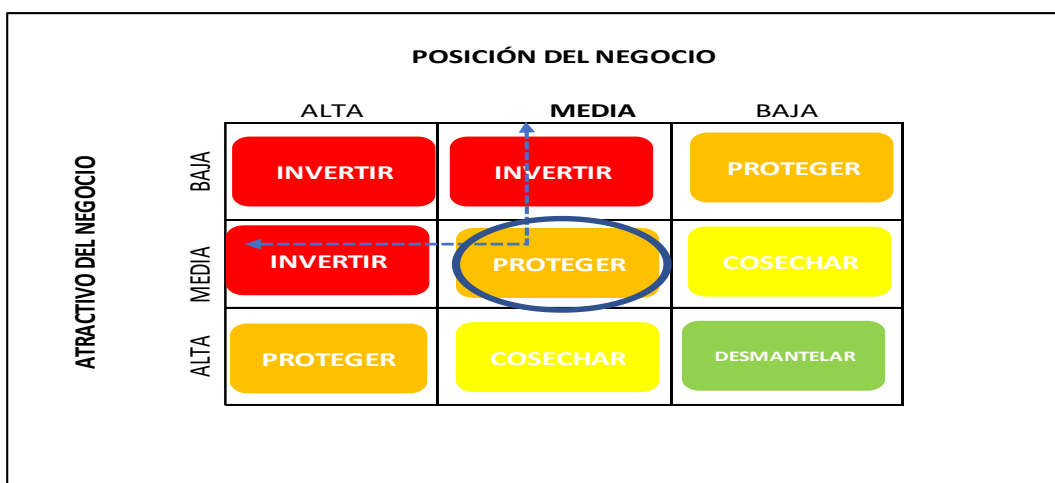 POSICIÓN DEL NEGOCIO
ALTA MEDIA BAJA
ATRACTIVO DEL NEGOCIO
BAJA INVERTIR INVERTIR PROTEGER
MEDIA INVERTIR PROTEGER COSECHAR
ALTA PROTEGER COSECHAR DESMANTELAR